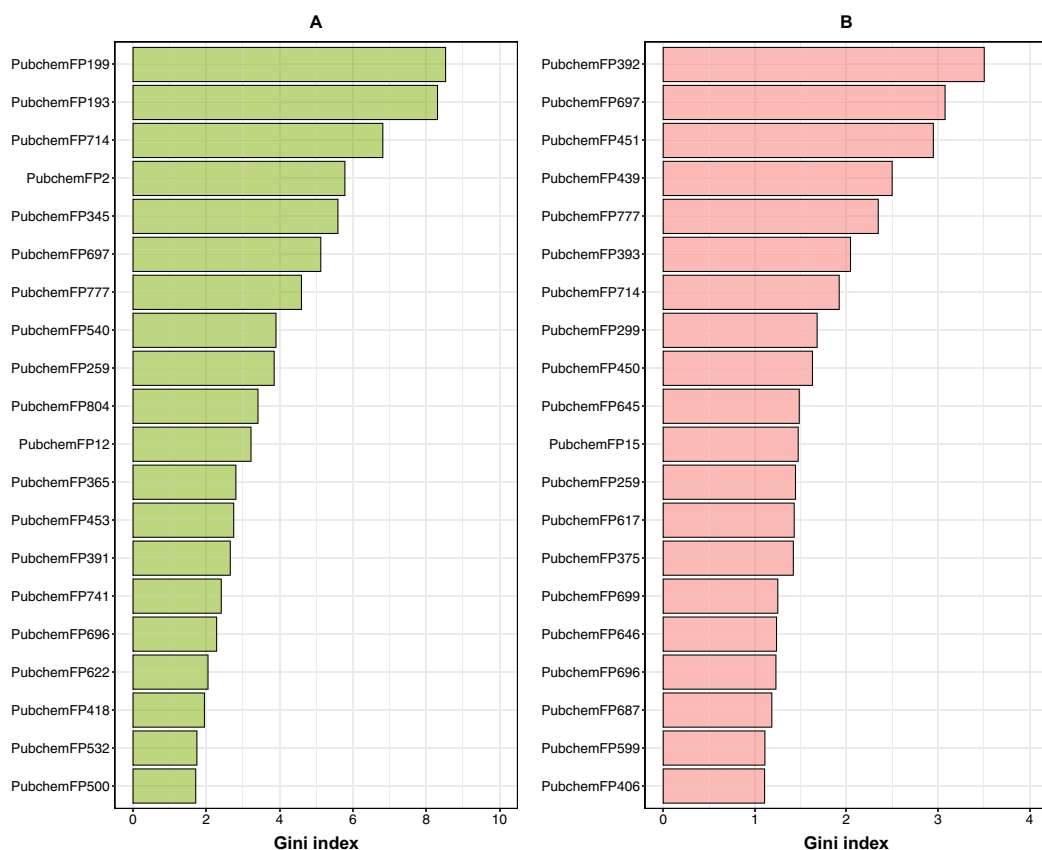 A
PubchemFP199
PubchemFP193
PubchemFP714
PubchemFP2
PubchemFP345
PubchemFP697
PubchemFP777
PubchemFP540
PubchemFP259
PubchemFP804
PubchemFP12
PubchemFP365
PubchemFP453
PubchemFP391
PubchemFP741
PubchemFP696
PubchemFP622
PubchemFP418
PubchemFP532
PubchemFP500
0 2 4 6 8 10
Gini index
B
PubchemFP392
PubchemFP697
PubchemFP451
PubchemFP439
PubchemFP777
PubchemFP393
PubchemFP714
PubchemFP299
PubchemFP450
PubchemFP645
PubchemFP15
PubchemFP259
PubchemFP617
PubchemFP375
PubchemFP699
PubchemFP646
PubchemFP696
PubchemFP687
PubchemFP599
PubchemFP406
0 1 2 3 4
Gini index